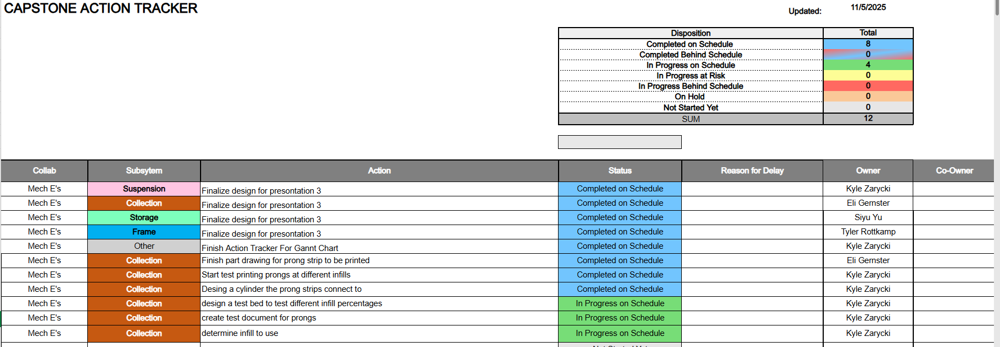 CAPSTONE ACTION TRACKER
Updated: 11/5/2025
Disposition Total
Completed on Schedule 8
Completed Behind Schedule 0
In Progress on Schedule 4
In Progress at Risk 0
In Progress Behind Schedule 0
On Hold 0
Not Started Yet 0
SUM 12
Collab Subsytem Action Status Reason for Delay Owner Co-Owner
Mech E's Suspension Finalize design for presontation 3 Completed on Schedule Kyle Zarycki
Mech E's Collection Finalize design for presontation 3 Completed on Schedule Eli Gernster
Mech E's Storage Finalize design for presontation 3 Completed on Schedule Siyu Yu
Mech E's Frame Finalize design for presontation 3 Completed on Schedule Tyler Rottkamp
Mech E's Other Finish Action Tracker For Gannt Chart Completed on Schedule Kyle Zarycki
Mech E's Collection Finish part drawing for prong strip to be printed Completed on Schedule Eli Gernster
Mech E's Collection Start test printing prongs at different infills Completed on Schedule Kyle Zarycki
Mech E's Collection Desing a cylinder the prong strips connect to Completed on Schedule Kyle Zarycki
Mech E's Collection design a test bed to test different infill percentages In Progress on Schedule Kyle Zarycki
Mech E's Collection create test document for prongs In Progress on Schedule Kyle Zarycki
Mech E's Collection determine infill to use In Progress on Schedule Kyle Zarycki